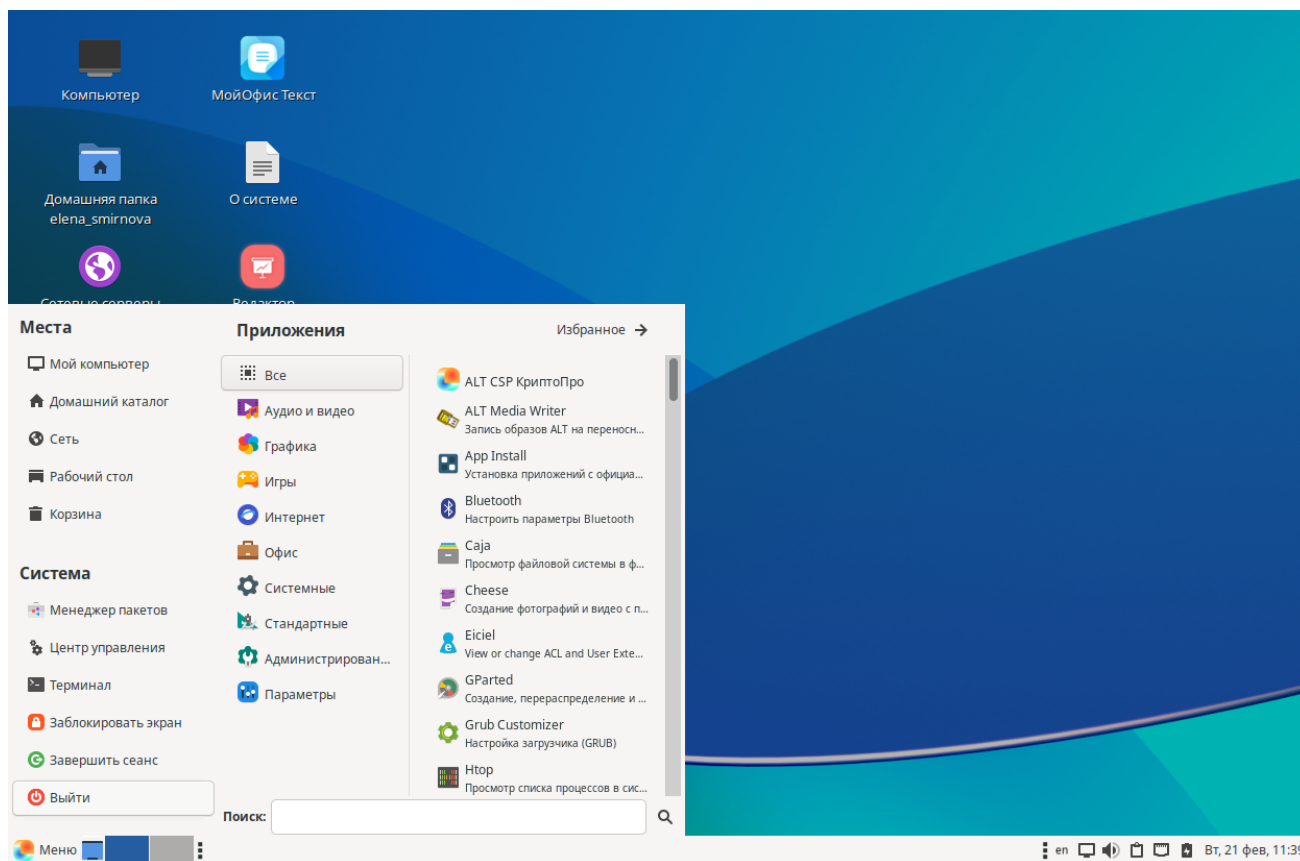 Компьютер
МойОфис Текст
Домашняя папка
elena_smirnova
О системе
Сетевые серверы
Редактор
Места
Мой компьютер
Домашний каталог
Сеть
Рабочий стол
Корзина
Система
Менеджер пакетов
Центр управления
Терминал
Заблокировать экран
Завершить сеанс
Выйти
Приложения
Избранное →
Все
Аудио и видео
Графика
Игры
Интернет
Офис
Системные
Стандартные
Администрирован...
Параметры
ALT CSP КриптоПро
ALT Media Writer
Запись образов ALT на переносн...
App Install
Установка приложений с официа...
Bluetooth
Настроить параметры Bluetooth
Caja
Просмотр файловой системы в ф...
Cheese
Создание фотографий и видео с п...
Eiciel
View or change ACL and User Exte...
GParted
Создание, перераспределение и ...
Grub Customizer
Настройка загрузчика (GRUB)
Htop
Просмотр списка процессов в сис...
Поиск:
Меню
en
Вт, 21 фев, 11:39